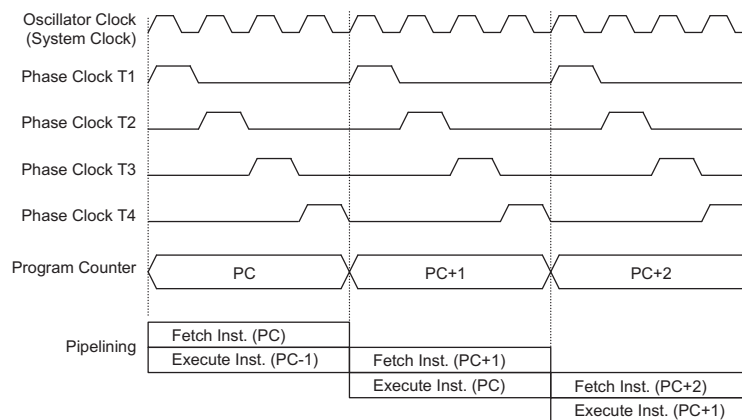 Oscillator Clock
(System Clock)
Phase Clock T1
Phase Clock T2
Phase Clock T3
Phase Clock T4
Program Counter
PC
PC+1
PC+2
Pipelining
Fetch Inst. (PC)
Execute Inst. (PC-1)
Fetch Inst. (PC+1)
Execute Inst. (PC)
Fetch Inst. (PC+2)
Execute Inst. (PC+1)